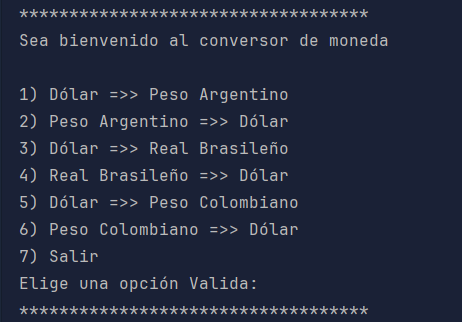 ***********************************
Sea bienvenido al conversor de moneda
1) Dólar =>> Peso Argentino
2) Peso Argentino =>> Dólar
3) Dólar =>> Real Brasileño
4) Real Brasileño =>> Dólar
5) Dólar =>> Peso Colombiano
6) Peso Colombiano =>> Dólar
7) Salir
Elige una opción Valida:
***********************************